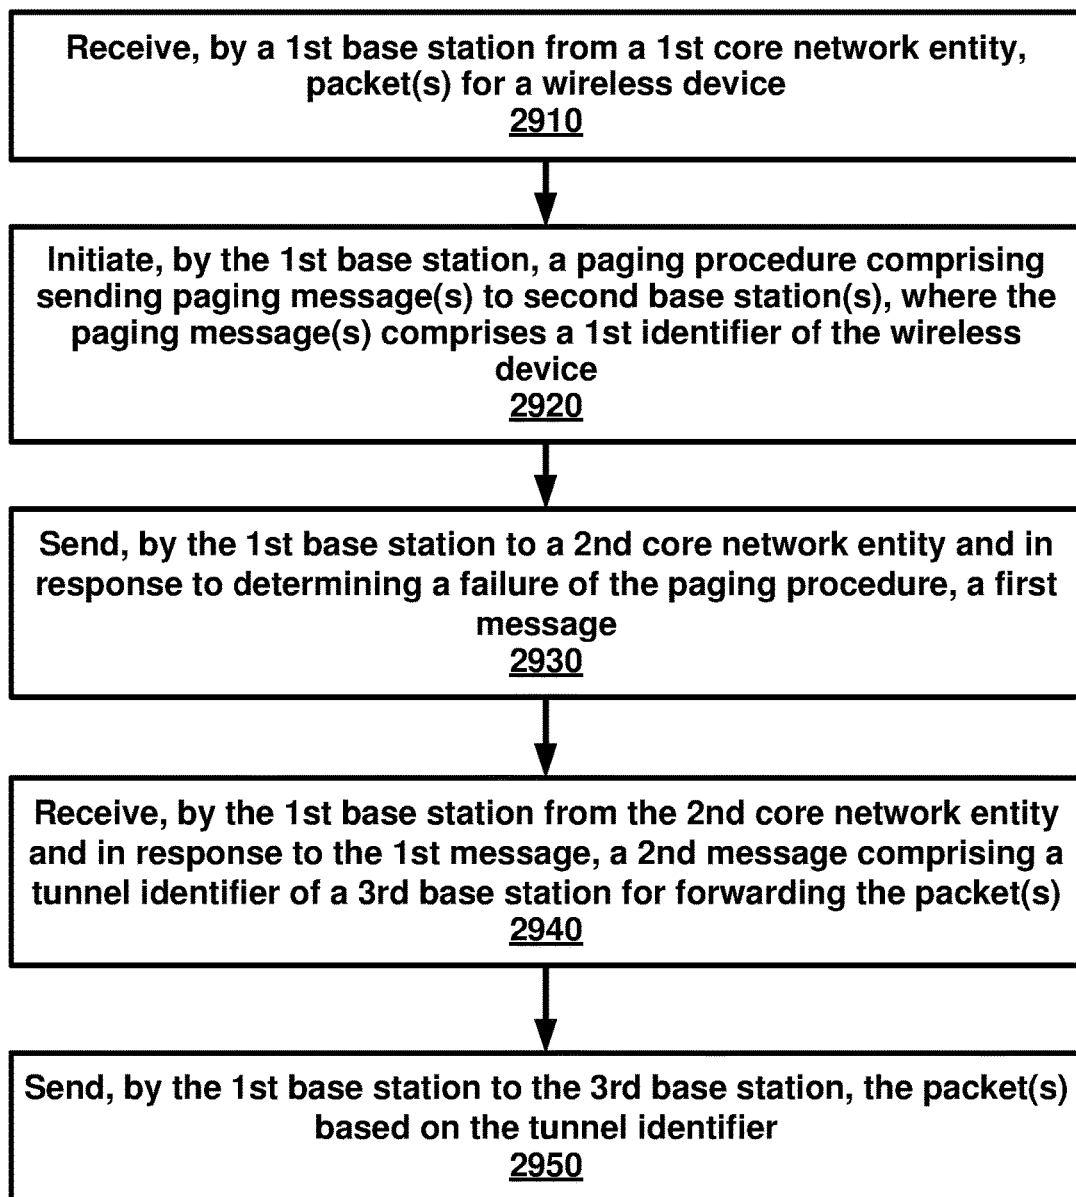 Receive, by a 1st base station from a 1st core network entity,
packet(s) for a wireless device
2910
Initiate, by the 1st base station, a paging procedure comprising
sending paging message(s) to second base station(s), where the
paging message(s) comprises a 1st identifier of the wireless
device
2920
Send, by the 1st base station to a 2nd core network entity and in
response to determining a failure of the paging procedure, a first
message
2930
Receive, by the 1st base station from the 2nd core network entity
and in response to the 1st message, a 2nd message comprising a
tunnel identifier of a 3rd base station for forwarding the packet(s)
2940
Send, by the 1st base station to the 3rd base station, the packet(s)
based on the tunnel identifier
2950